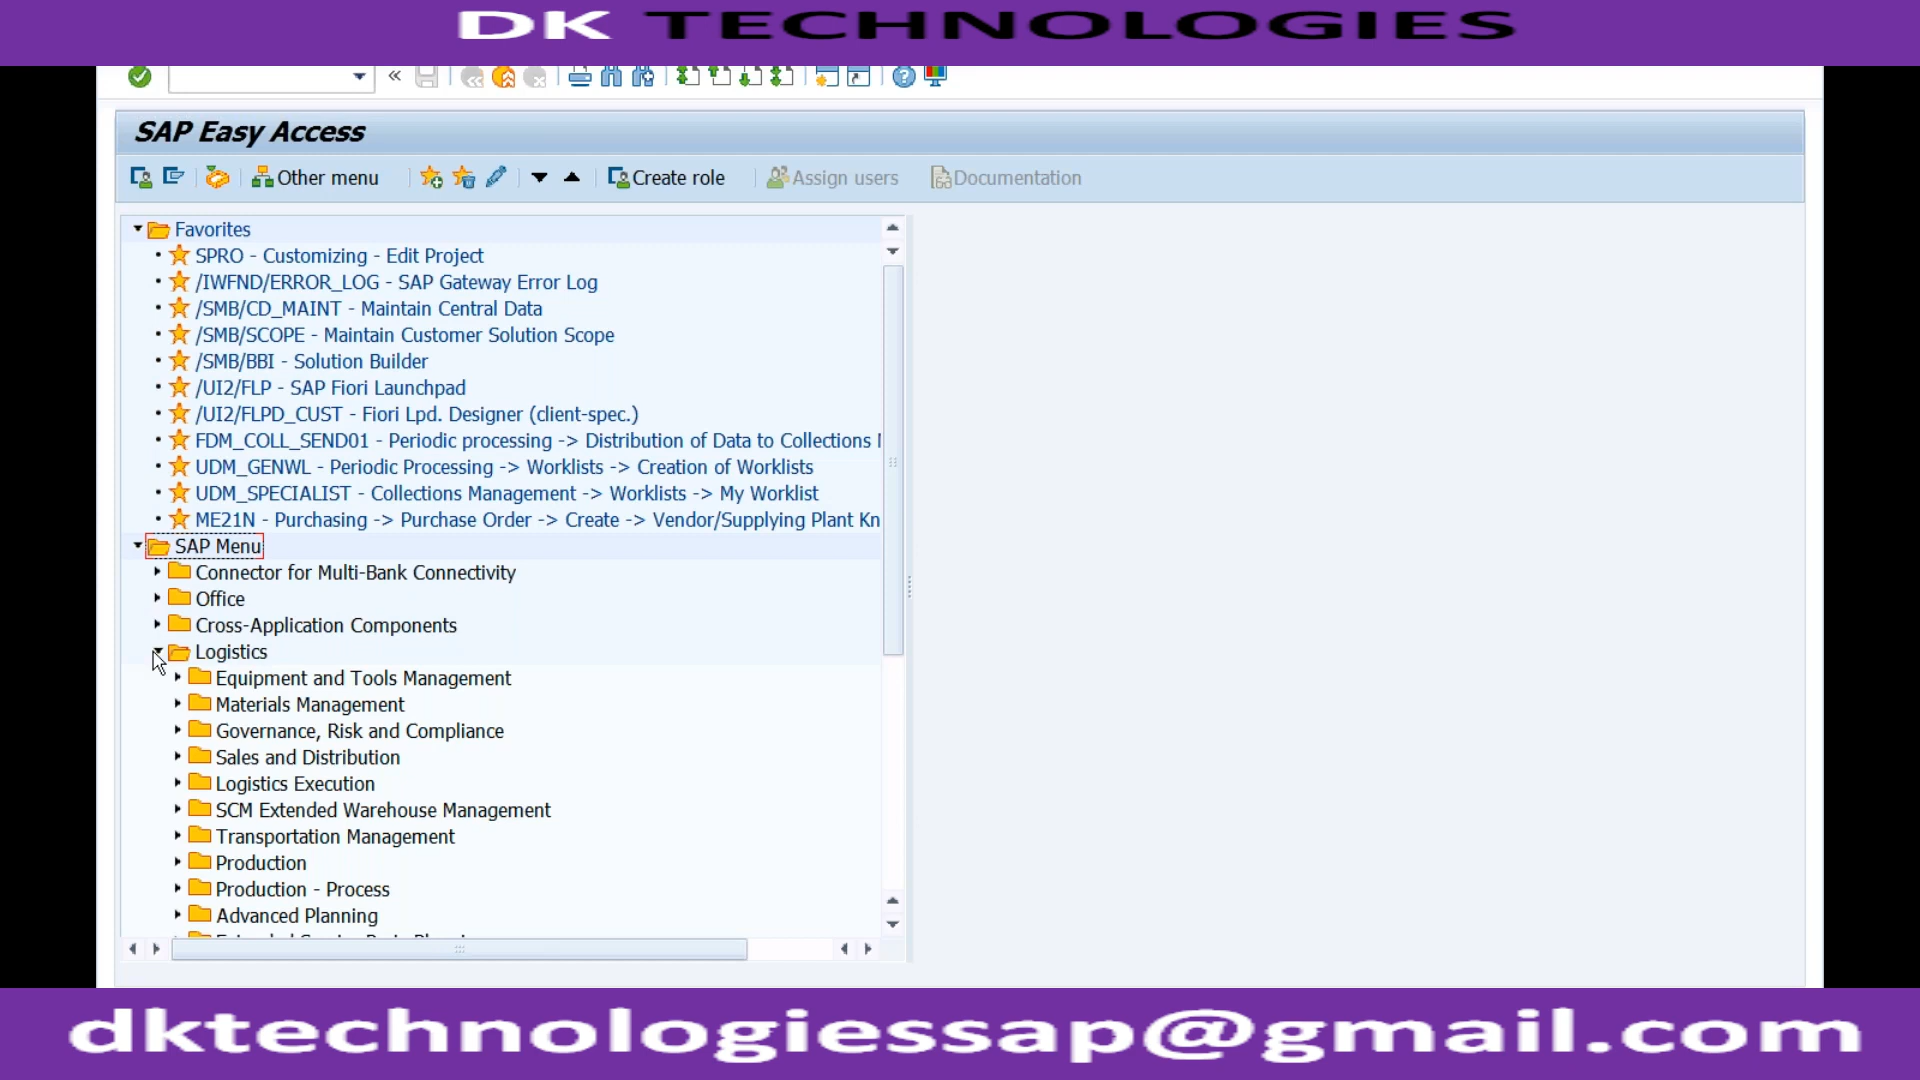 DK TECHNOLOGIES
SAP Easy Access
Other menu
Create role
Assign users
Documentation
Favorites
SPRO - Customizing - Edit Project
/IWFND/ERROR_LOG - SAP Gateway Error Log
/SMB/CD_MAINT - Maintain Central Data
/SMB/SCOPE - Maintain Customer Solution Scope
/SMB/BBI - Solution Builder
/UI2/FLP - SAP Fiori Launchpad
/UI2/FLPD_CUST - Fiori Lpd. Designer (client-spec.)
FDM_COLL_SEND01 - Periodic processing -> Distribution of Data to Collections
UDM_GENWL - Periodic Processing -> Worklists -> Creation of Worklists
UDM_SPECIALIST - Collections Management -> Worklists -> My Worklist
ME21N - Purchasing -> Purchase Order -> Create -> Vendor/Supplying Plant Kn
SAP Menu
Connector for Multi-Bank Connectivity
Office
Cross-Application Components
Logistics
Equipment and Tools Management
Materials Management
Governance, Risk and Compliance
Sales and Distribution
Logistics Execution
SCM Extended Warehouse Management
Transportation Management
Production
Production - Process
Advanced Planning
dktechnologiessap@gmail.com